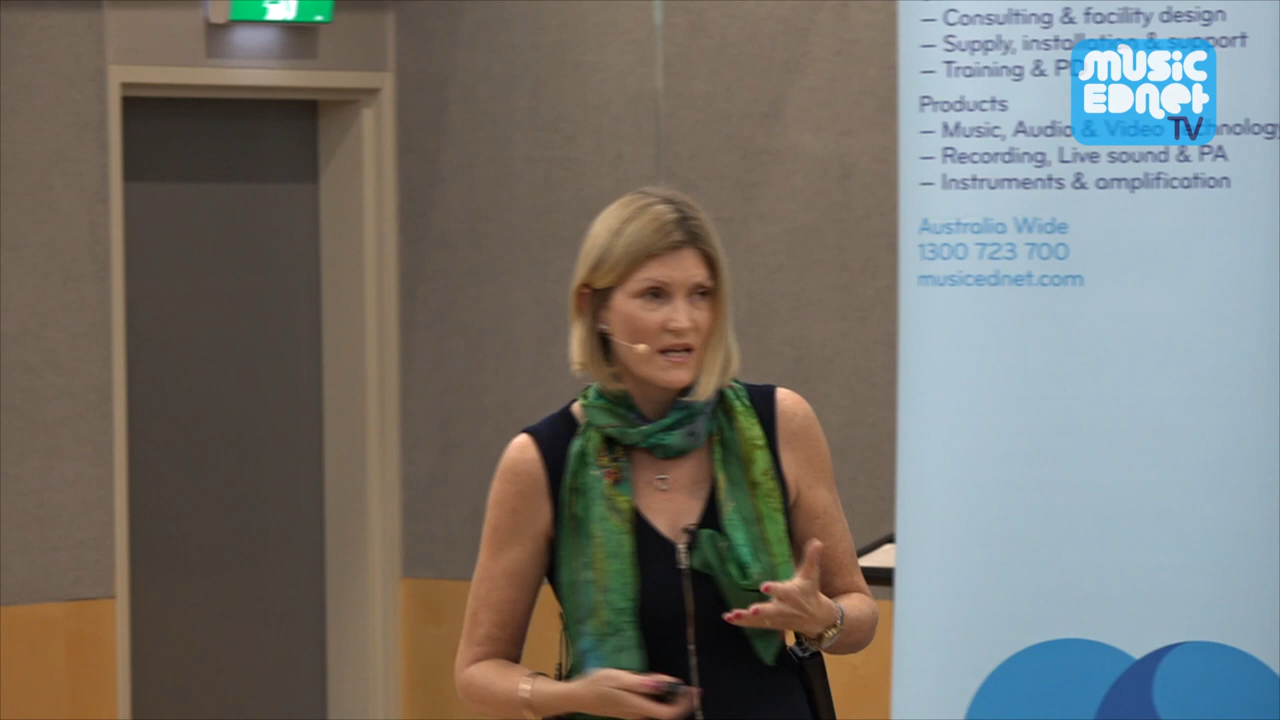 – Consulting & facility design
– Supply, installation & support
– Training & PD
Products
– Music, Audio & Video Technology
– Recording, Live sound & PA
– Instruments & amplification
Australia Wide
1300 723 700
musicednet.com
MUSIC
EDNET
TV